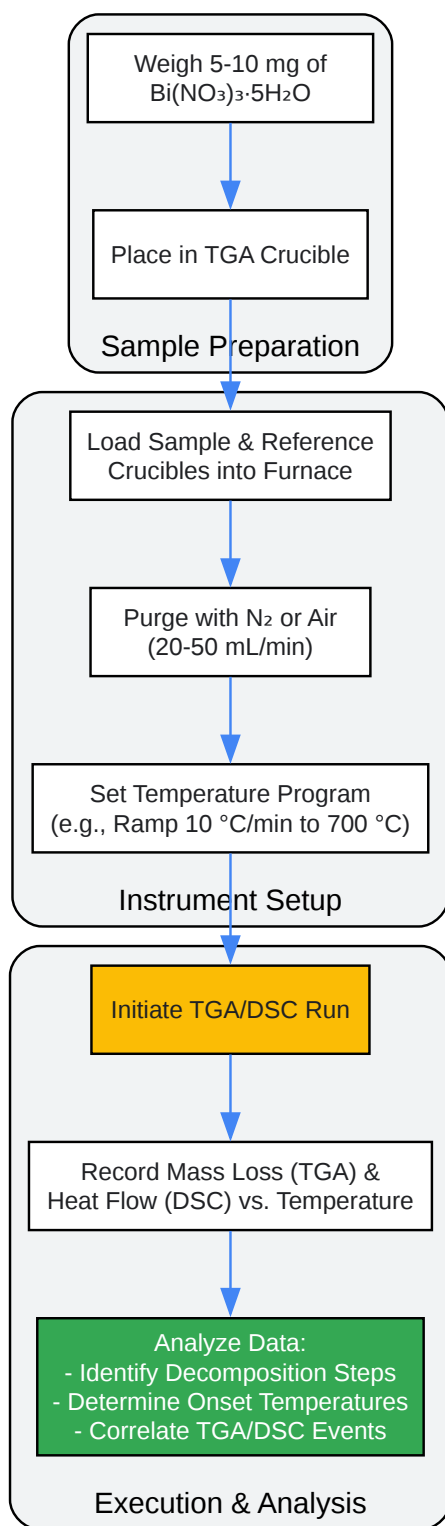 Weigh 5-10 mg of
Bi(NO₃)₃·5H₂O
Place in TGA Crucible
Sample Preparation
Load Sample & Reference
Crucibles into Furnace
Purge with N₂ or Air
(20-50 mL/min)
Set Temperature Program
(e.g., Ramp 10 °C/min to 700 °C)
Instrument Setup
Initiate TGA/DSC Run
Record Mass Loss (TGA) &
Heat Flow (DSC) vs. Temperature
Analyze Data:
- Identify Decomposition Steps
- Determine Onset Temperatures
- Correlate TGA/DSC Events
Execution & Analysis